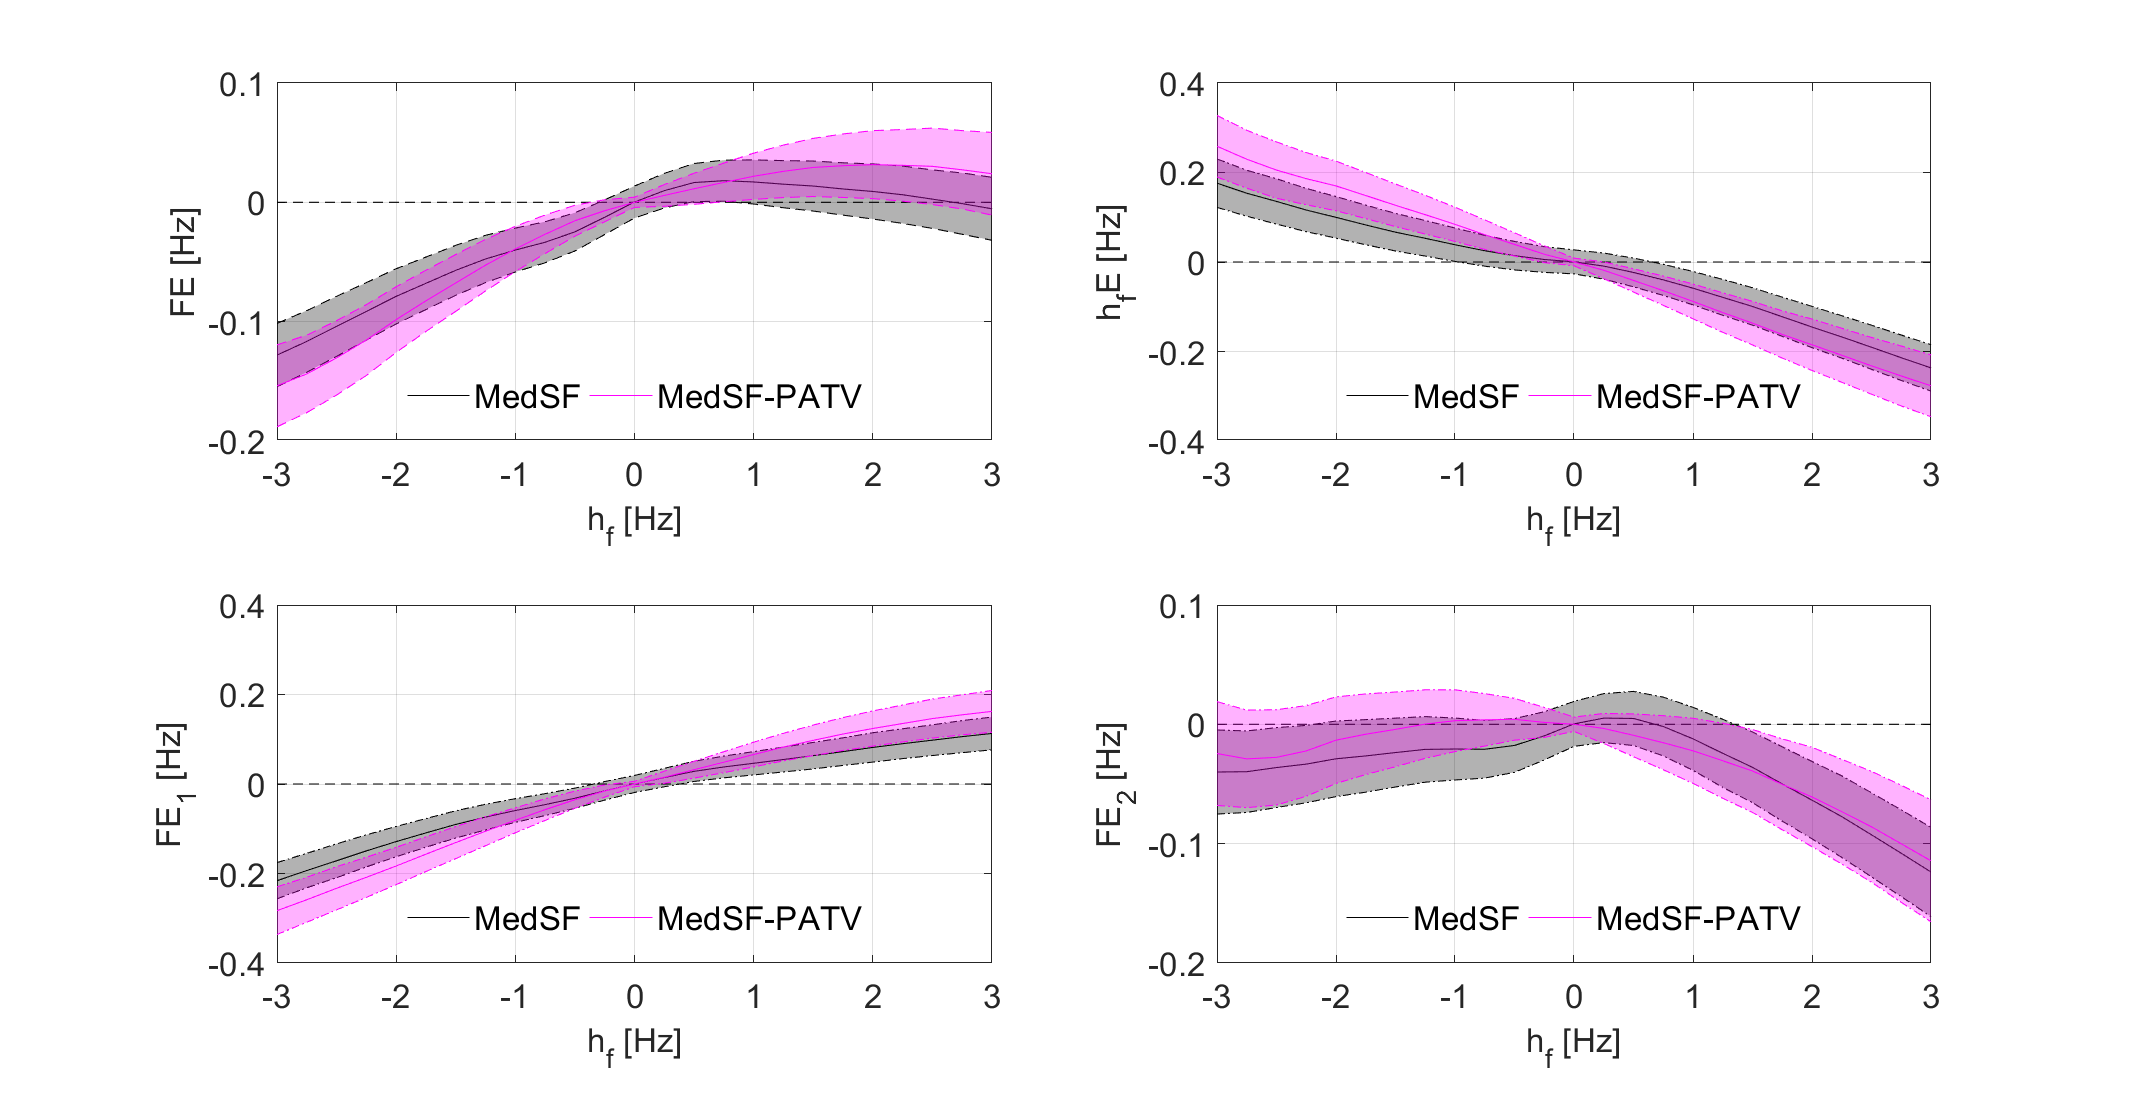 0.1
0
-0.1
-0.2
FE [Hz]
-3 -2 -1 0 1 2 3
h_f [Hz]
MedSF MedSF-PATV
0.4
0.2
0
-0.2
-0.4
h_fE [Hz]
-3 -2 -1 0 1 2 3
h_f [Hz]
MedSF MedSF-PATV
0.4
0.2
0
-0.2
-0.4
FE_1 [Hz]
-3 -2 -1 0 1 2 3
h_f [Hz]
MedSF MedSF-PATV
0.1
0
-0.1
-0.2
FE_2 [Hz]
-3 -2 -1 0 1 2 3
h_f [Hz]
MedSF MedSF-PATV